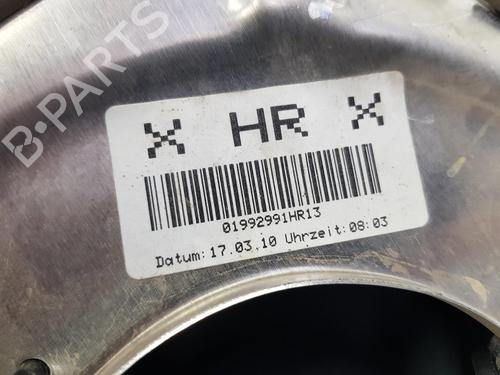 B-PARTS
HR
01992991HR13
Datum:17.03.10 Uhrzeit:08:03